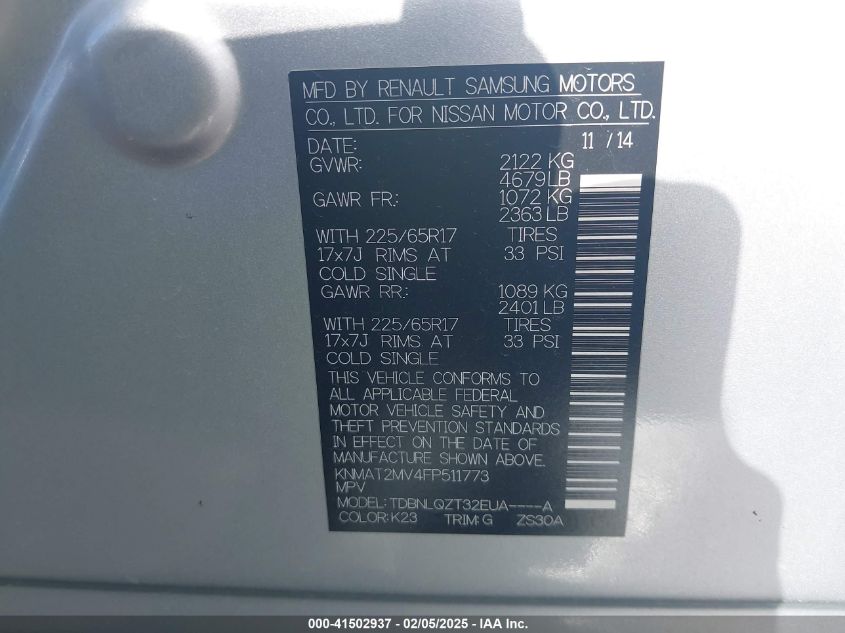 MFD BY RENAULT SAMSUNG MOTORS
CO., LTD. FOR NISSAN MOTOR CO., LTD.
DATE: 11 / 14
GVWR: 2122 KG
4679 LB
GAWR FR.: 1072 KG
2363 LB
WITH 225/65R17 TIRES
17x7J RIMS AT 33 PSI
COLD SINGLE
GAWR RR.: 1089 KG
2401 LB
WITH 225/65R17 TIRES
17x7J RIMS AT 33 PSI
COLD SINGLE
THIS VEHICLE CONFORMS TO
ALL APPLICABLE FEDERAL
MOTOR VEHICLE SAFETY AND
THEFT PREVENTION STANDARDS
IN EFFECT ON THE DATE OF
MANUFACTURE SHOWN ABOVE.
KNMAT2MV4FP511773
MPV
MODEL: TDBNLQZT32EUA----A
COLOR: K23 TRIM: G ZS30A
000-41502937 - 02/05/2025 - IAA Inc.